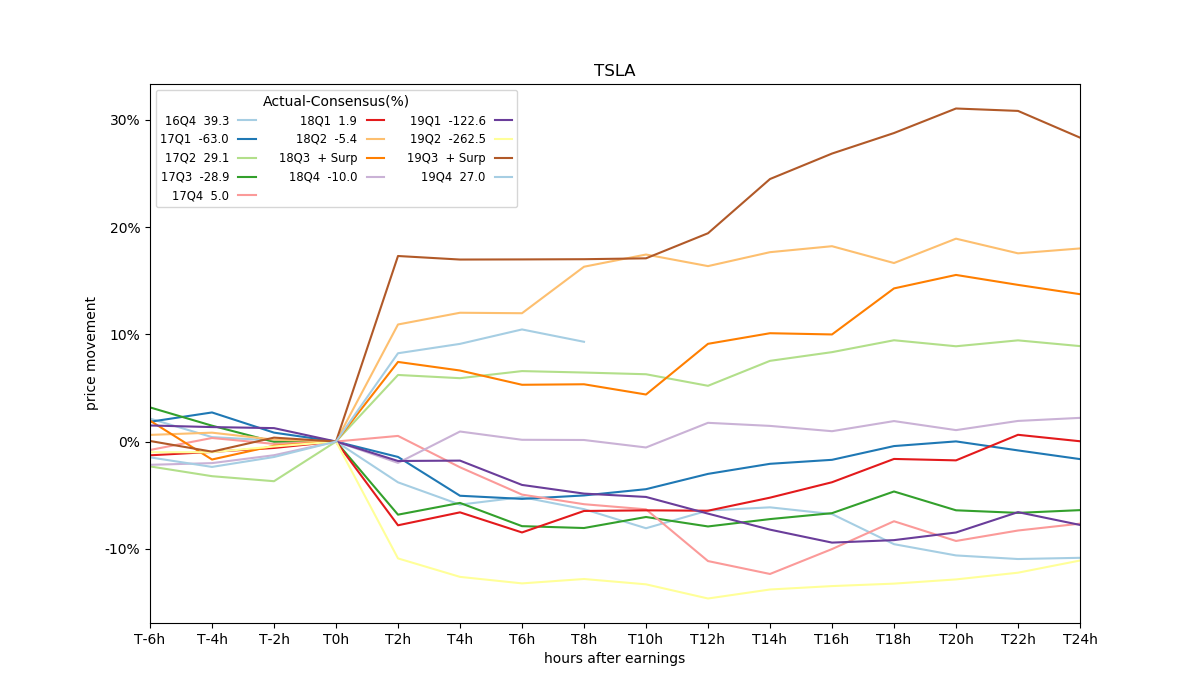 TSLA
Actual-Consensus(%)
16Q4 39.3 18Q1 1.9 19Q1 -122.6
17Q1 -63.0 18Q2 -5.4 19Q2 -262.5
17Q2 29.1 18Q3 + Surp 19Q3 + Surp
17Q3 -28.9 18Q4 -10.0 19Q4 27.0
17Q4 5.0
30%
20%
10%
0%
-10%
price movement
T-6h T-4h T-2h T0h T2h T4h T6h T8h T10h T12h T14h T16h T18h T20h T22h T24h
hours after earnings